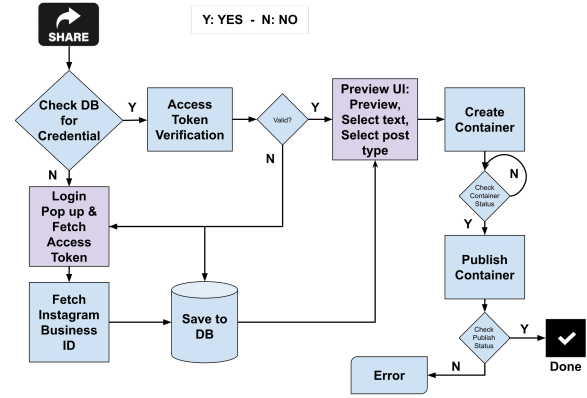 SHARE
Y: YES - N: NO
Check DB
for
Credential
Y
Access
Token
Verification
Valid?
Y
Preview UI:
Preview,
Select text,
Select post
type
Create
Container
N
N
N
Login
Pop up &
Fetch
Access
Token
Check
Container
Status
Y
Publish
Container
Fetch
Instagram
Business
ID
Save to
DB
Check
Publish
Status
Y
N
Done
Error